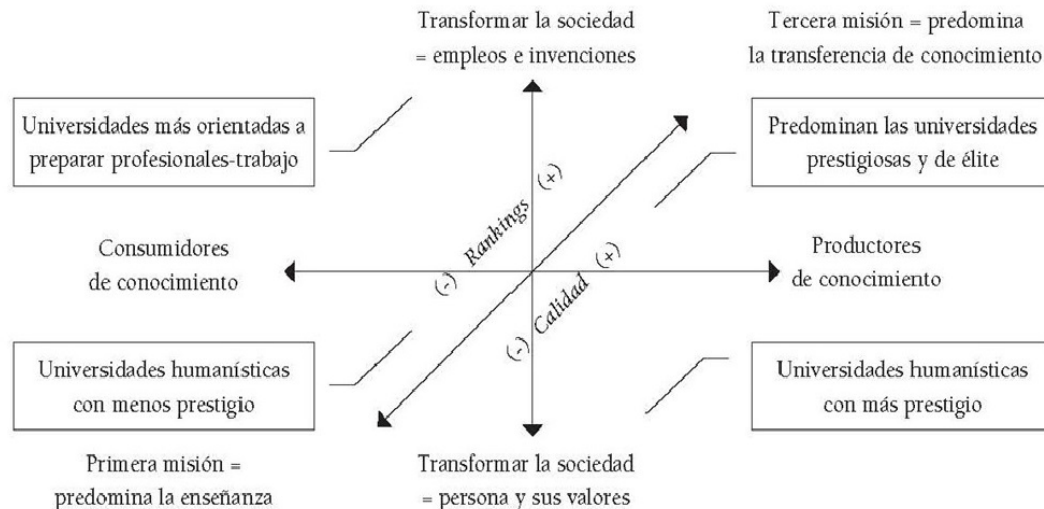 Transformar la sociedad
= empleos e invenciones
Tercera misión = predomina
la transferencia de conocimiento
Universidades más orientadas a
preparar profesionales-trabajo
Predominan las universidades
prestigiosas y de élite
Consumidores
de conocimiento
(-) Rankings (+)
(-) Calidad (+)
Productores
de conocimiento
Universidades humanísticas
con menos prestigio
Universidades humanísticas
con más prestigio
Primera misión =
predomina la enseñanza
Transformar la sociedad
= persona y sus valores